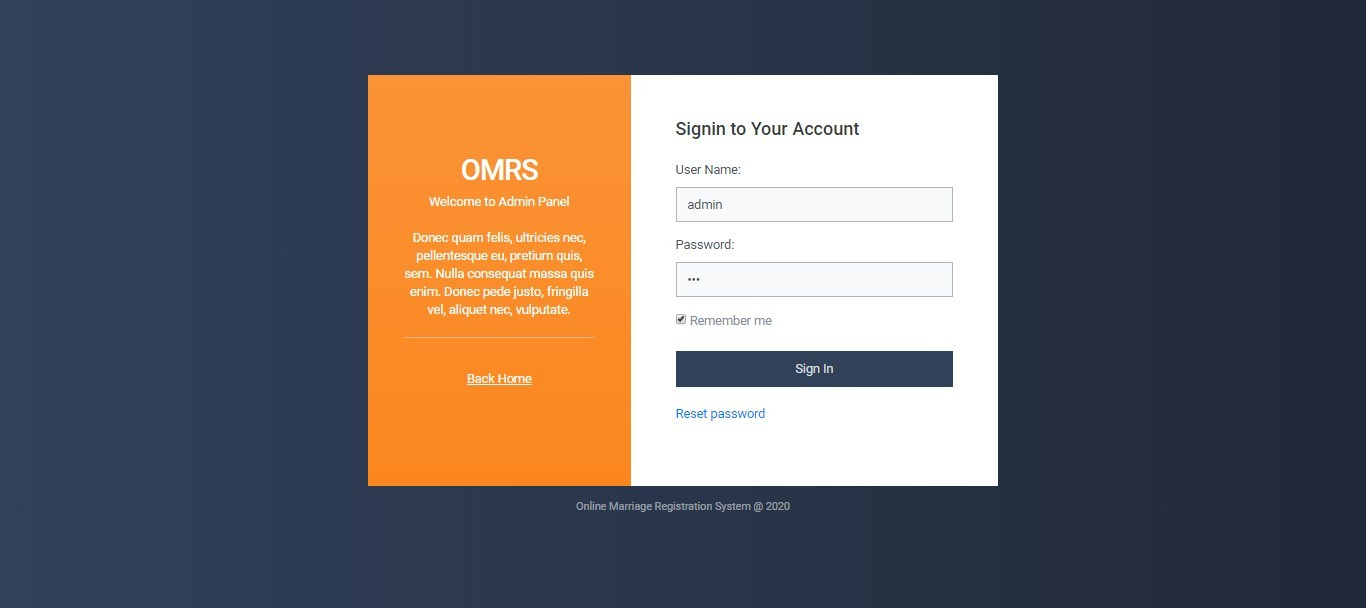 OMRS
Welcome to Admin Panel
Donec quam felis, ultricies nec,
pellentesque eu, pretium quis,
sem. Nulla consequat massa quis
enim. Donec pede justo, fringilla
vel, aliquet nec, vulputate.
Back Home
Signin to Your Account
User Name:
admin
Password:
•••
Remember me
Sign In
Reset password
Online Marriage Registration System @ 2020